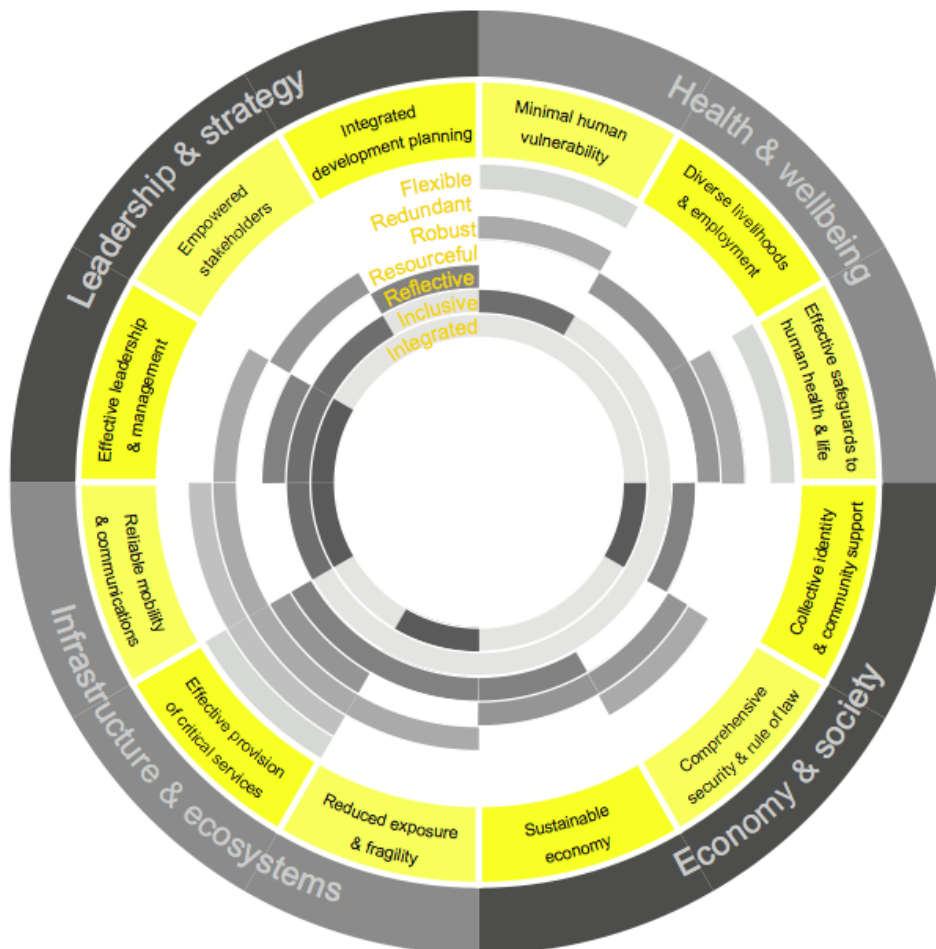 Leadership & strategy
Health & wellbeing
Economy & society
Infrastructure & ecosystems
Integrated
development planning
Minimal human
vulnerability
Diverse livelihoods
& employment
Effective safeguards to
human health & life
Collective identity
& community support
Comprehensive
security & rule of law
Sustainable
economy
Reduced exposure
& fragility
Effective provision
of critical services
Reliable mobility
& communications
Effective leadership
& management
Empowered
stakeholders
Flexible
Redundant
Robust
Resourceful
Reflective
Inclusive
Integrated